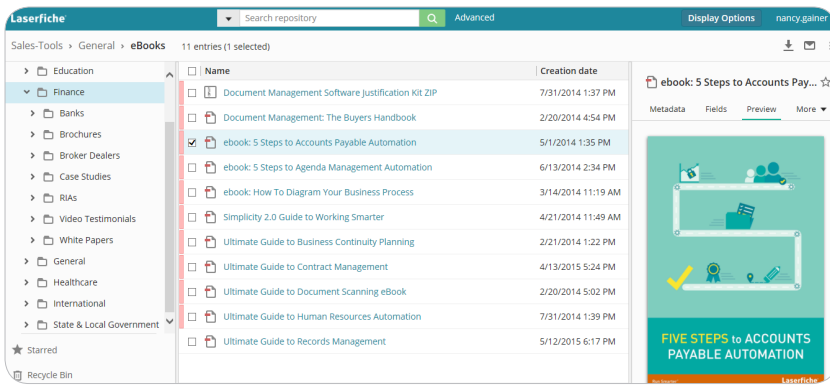 Laserfiche
Search repository
Advanced
Display Options
nancy.gainer
Sales-Tools › General › eBooks
11 entries (1 selected)
Education
Finance
Banks
Brochures
Broker Dealers
Case Studies
RIAs
Video Testimonials
White Papers
General
Healthcare
International
State & Local Government
Starred
Recycle Bin
Name Creation date
Document Management Software Justification Kit ZIP 7/31/2014 1:37 PM
Document Management: The Buyers Handbook 2/20/2014 4:54 PM
ebook: 5 Steps to Accounts Payable Automation 5/1/2014 1:35 PM
ebook: 5 Steps to Agenda Management Automation 6/13/2014 2:34 PM
ebook: How To Diagram Your Business Process 3/14/2014 11:19 AM
Simplicity 2.0 Guide to Working Smarter 4/21/2014 11:49 AM
Ultimate Guide to Business Continuity Planning 2/21/2014 1:22 PM
Ultimate Guide to Contract Management 4/13/2015 5:24 PM
Ultimate Guide to Document Scanning eBook 2/20/2014 5:02 PM
Ultimate Guide to Human Resources Automation 7/31/2014 1:39 PM
Ultimate Guide to Records Management 5/12/2015 6:17 PM
ebook: 5 Steps to Accounts Pay...
Metadata Fields Preview More
FIVE STEPS to ACCOUNTS
PAYABLE AUTOMATION
Run Smarter Laserfiche